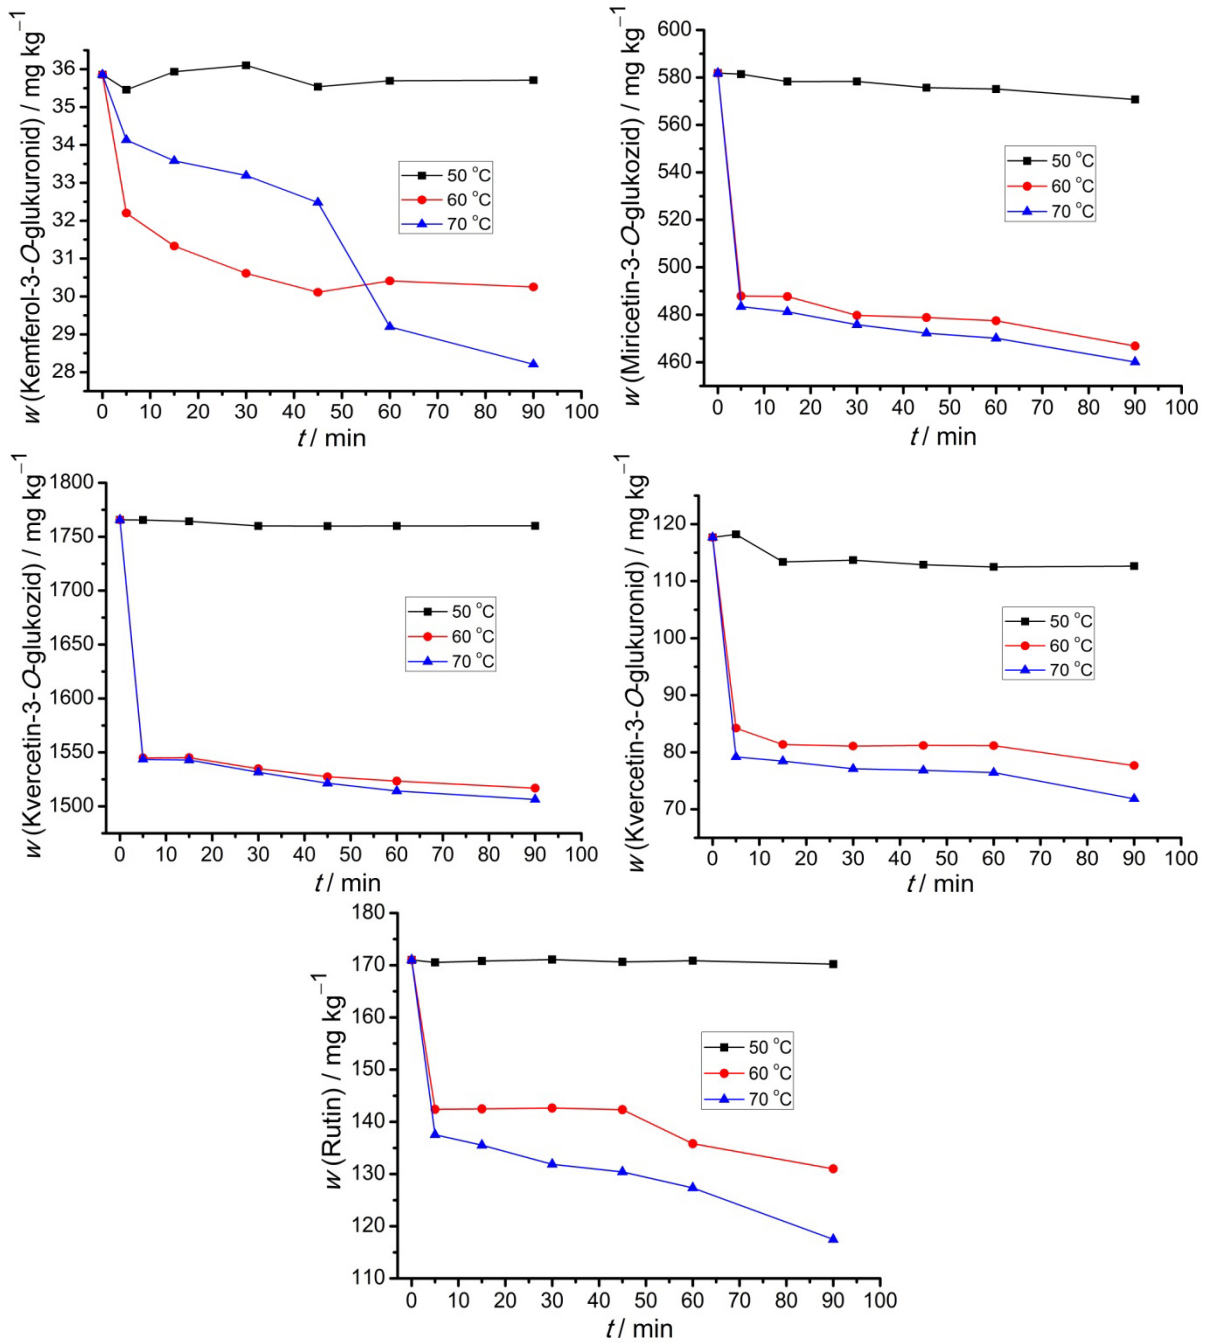 w (Kemferol-3-O-glukuronid) / mg kg⁻¹
36
35
34
33
32
31
30
29
28
0 10 20 30 40 50 60 70 80 90 100
t / min
50 °C
60 °C
70 °C
w (Miricetin-3-O-glukozid) / mg kg⁻¹
600
580
560
540
520
500
480
460
0 10 20 30 40 50 60 70 80 90 100
t / min
50 °C
60 °C
70 °C
w (Kvercetin-3-O-glukozid) / mg kg⁻¹
1800
1750
1700
1650
1600
1550
1500
0 10 20 30 40 50 60 70 80 90 100
t / min
50 °C
60 °C
70 °C
w (Kvercetin-3-O-glukuronid) / mg kg⁻¹
120
110
100
90
80
70
0 10 20 30 40 50 60 70 80 90 100
t / min
50 °C
60 °C
70 °C
w (Rutin) / mg kg⁻¹
180
170
160
150
140
130
120
110
0 10 20 30 40 50 60 70 80 90 100
t / min
50 °C
60 °C
70 °C